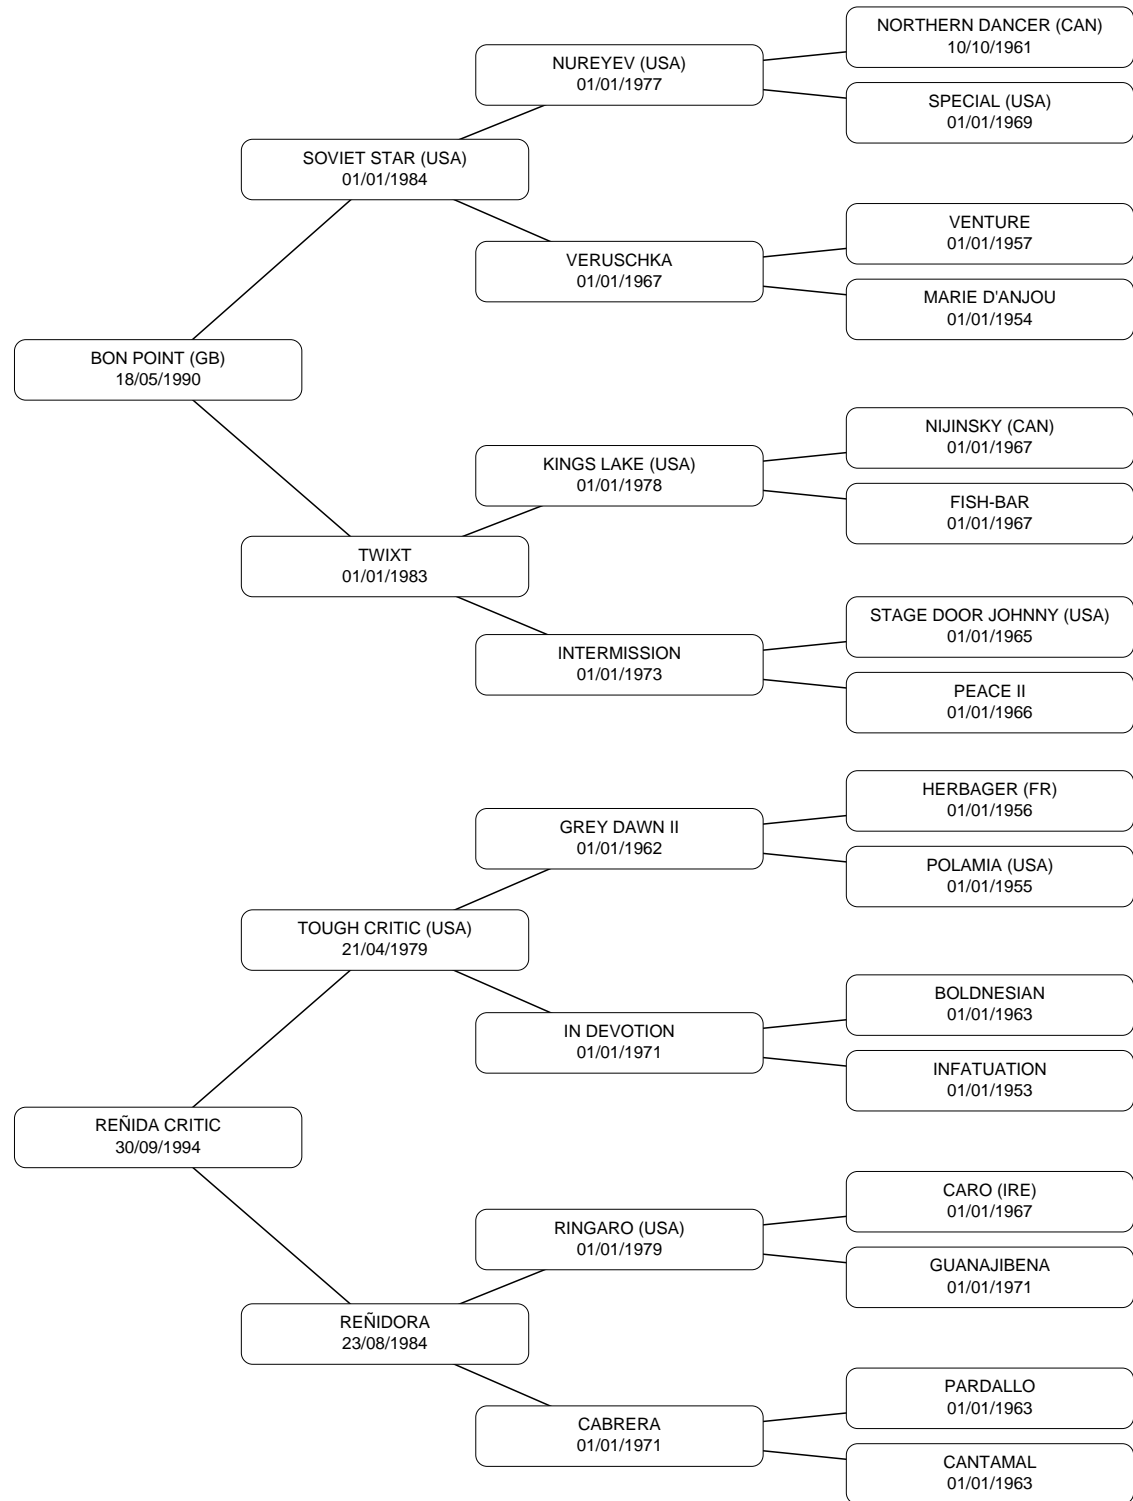 NORTHERN DANCER (CAN)
10/10/1961
NUREYEV (USA)
01/01/1977
SPECIAL (USA)
01/01/1969
SOVIET STAR (USA)
01/01/1984
VENTURE
01/01/1957
VERUSCHKA
01/01/1967
MARIE D'ANJOU
01/01/1954
BON POINT (GB)
18/05/1990
NIJINSKY (CAN)
01/01/1967
KINGS LAKE (USA)
01/01/1978
FISH-BAR
01/01/1967
TWIXT
01/01/1983
STAGE DOOR JOHNNY (USA)
01/01/1965
INTERMISSION
01/01/1973
PEACE II
01/01/1966
HERBAGER (FR)
01/01/1956
GREY DAWN II
01/01/1962
POLAMIA (USA)
01/01/1955
TOUGH CRITIC (USA)
21/04/1979
BOLDNESIAN
01/01/1963
IN DEVOTION
01/01/1971
INFATUATION
01/01/1953
REÑIDA CRITIC
30/09/1994
CARO (IRE)
01/01/1967
RINGARO (USA)
01/01/1979
GUANAJIBENA
01/01/1971
REÑIDORA
23/08/1984
PARDALLO
01/01/1963
CABRERA
01/01/1971
CANTAMAL
01/01/1963